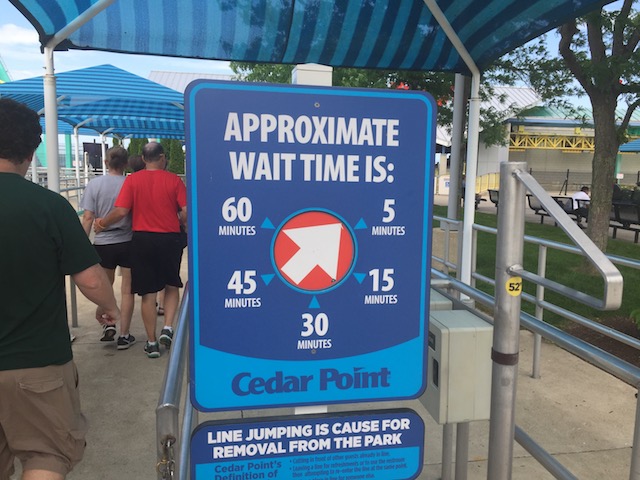 APPROXIMATE
WAIT TIME IS:
60
MINUTES
5
MINUTES
45
MINUTES
15
MINUTES
30
MINUTES
Cedar Point
52"
LINE JUMPING IS CAUSE FOR
REMOVAL FROM THE PARK
Cedar Point's
Definition of